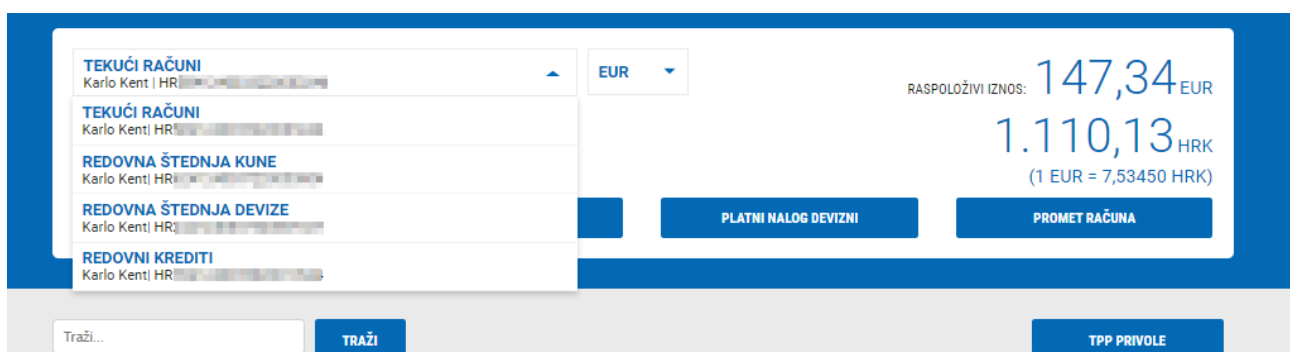 TEKUĆI RAČUNI
Karlo Kent | HR
EUR
RASPOLOŽIVI IZNOS: 147,34 EUR
1.110,13 HRK
(1 EUR = 7,53450 HRK)
TEKUĆI RAČUNI
Karlo Kent| HR
REDOVNA ŠTEDNJA KUNE
Karlo Kent| HR
REDOVNA ŠTEDNJA DEVIZE
Karlo Kent| HR
REDOVNI KREDITI
Karlo Kent| HR
PLATNI NALOG DEVIZNI
PROMET RAČUNA
Traži...
TRAŽI
TPP PRIVOLE